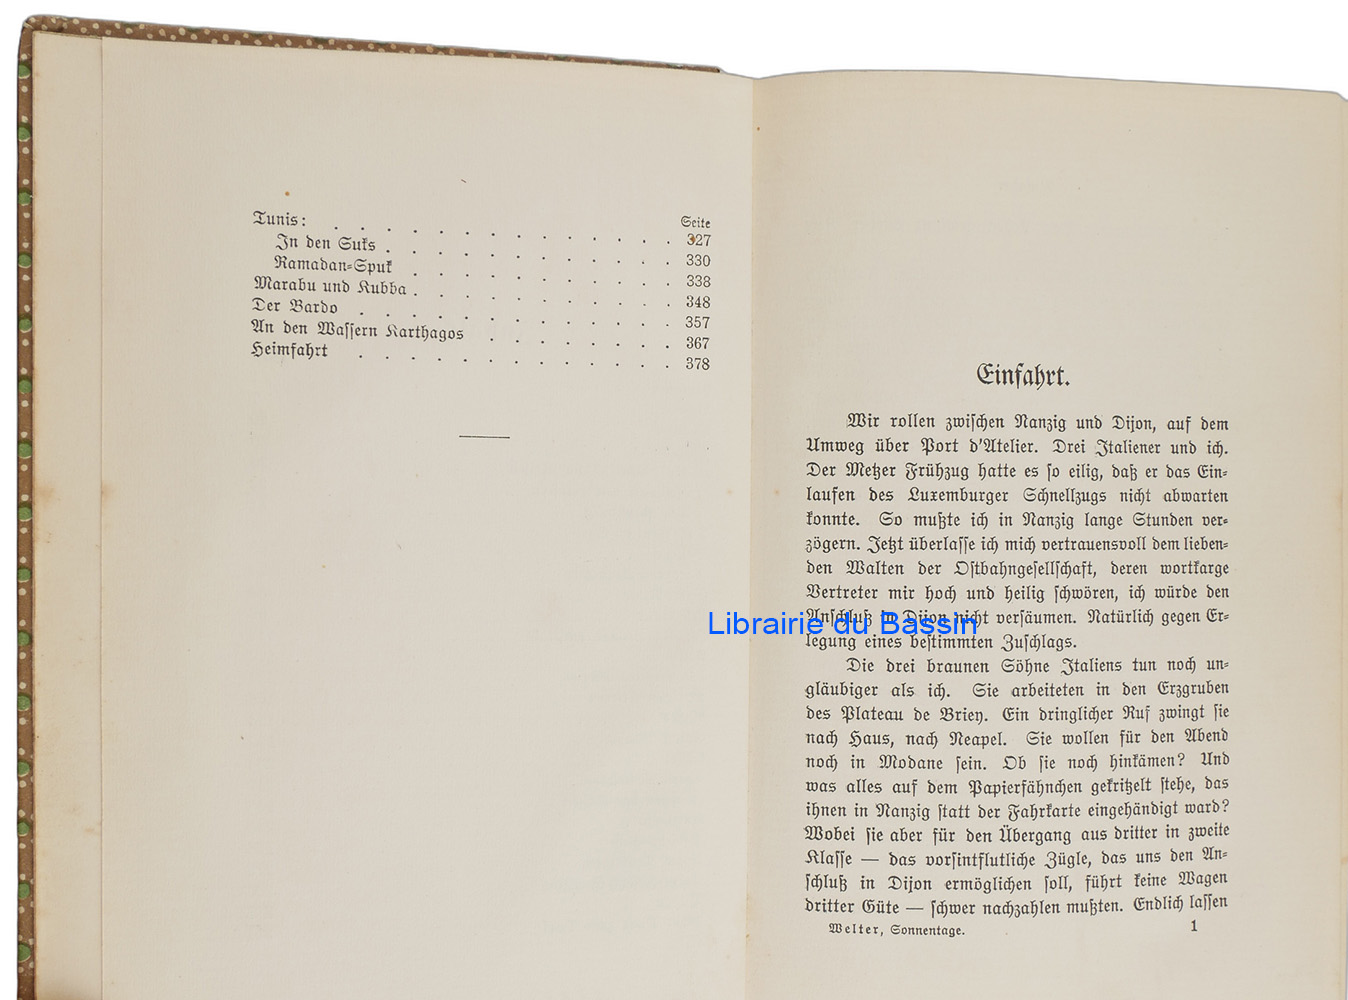 Seite
Tunis: . . . . . . . . . . . . . . 327
In den Suks . . . . . . . . . . . . 330
Ramadan-Spuk . . . . . . . . . . . 338
Marabu und Kubba . . . . . . . . . . . 348
Der Bardo . . . . . . . . . . . . . 357
An den Wassern Karthagos . . . . . . . . 367
Heimfahrt . . . . . . . . . . . . . 378
Einfahrt.
Wir rollen zwischen Nanzig und Dijon, auf dem
Umweg über Port d'Atelier. Drei Italiener und ich.
Der Metzer Frühzug hatte es so eilig, daß er das Ein-
laufen des Luxemburger Schnellzugs nicht abwarten
konnte. So mußte ich in Nanzig lange Stunden ver-
zögern. Jetzt überlasse ich mich vertrauensvoll dem lieben-
den Walten der Ostbahngesellschaft, deren wortkarge
Vertreter mir hoch und heilig schwören, ich würde den
Anschluß in Dijon nicht versäumen. Natürlich gegen Er-
legung eines bestimmten Zuschlags.
Die drei braunen Söhne Italiens tun noch un-
gläubiger als ich. Sie arbeiteten in den Erzgruben
des Plateau de Briey. Ein dringlicher Ruf zwingt sie
nach Haus, nach Neapel. Sie wollen für den Abend
noch in Modane sein. Ob sie noch hinkämen? Und
was alles auf dem Papierfähnchen gekritzelt stehe, das
ihnen in Nanzig statt der Fahrkarte eingehändigt ward?
Wobei sie aber für den Übergang aus dritter in zweite
Klasse — das vorsintflutliche Zügle, das uns den An-
schluß in Dijon ermöglichen soll, führt keine Wagen
dritter Güte — schwer nachzahlen mußten. Endlich lassen
Welter, Sonnentage. 1
Librairie du Bassin